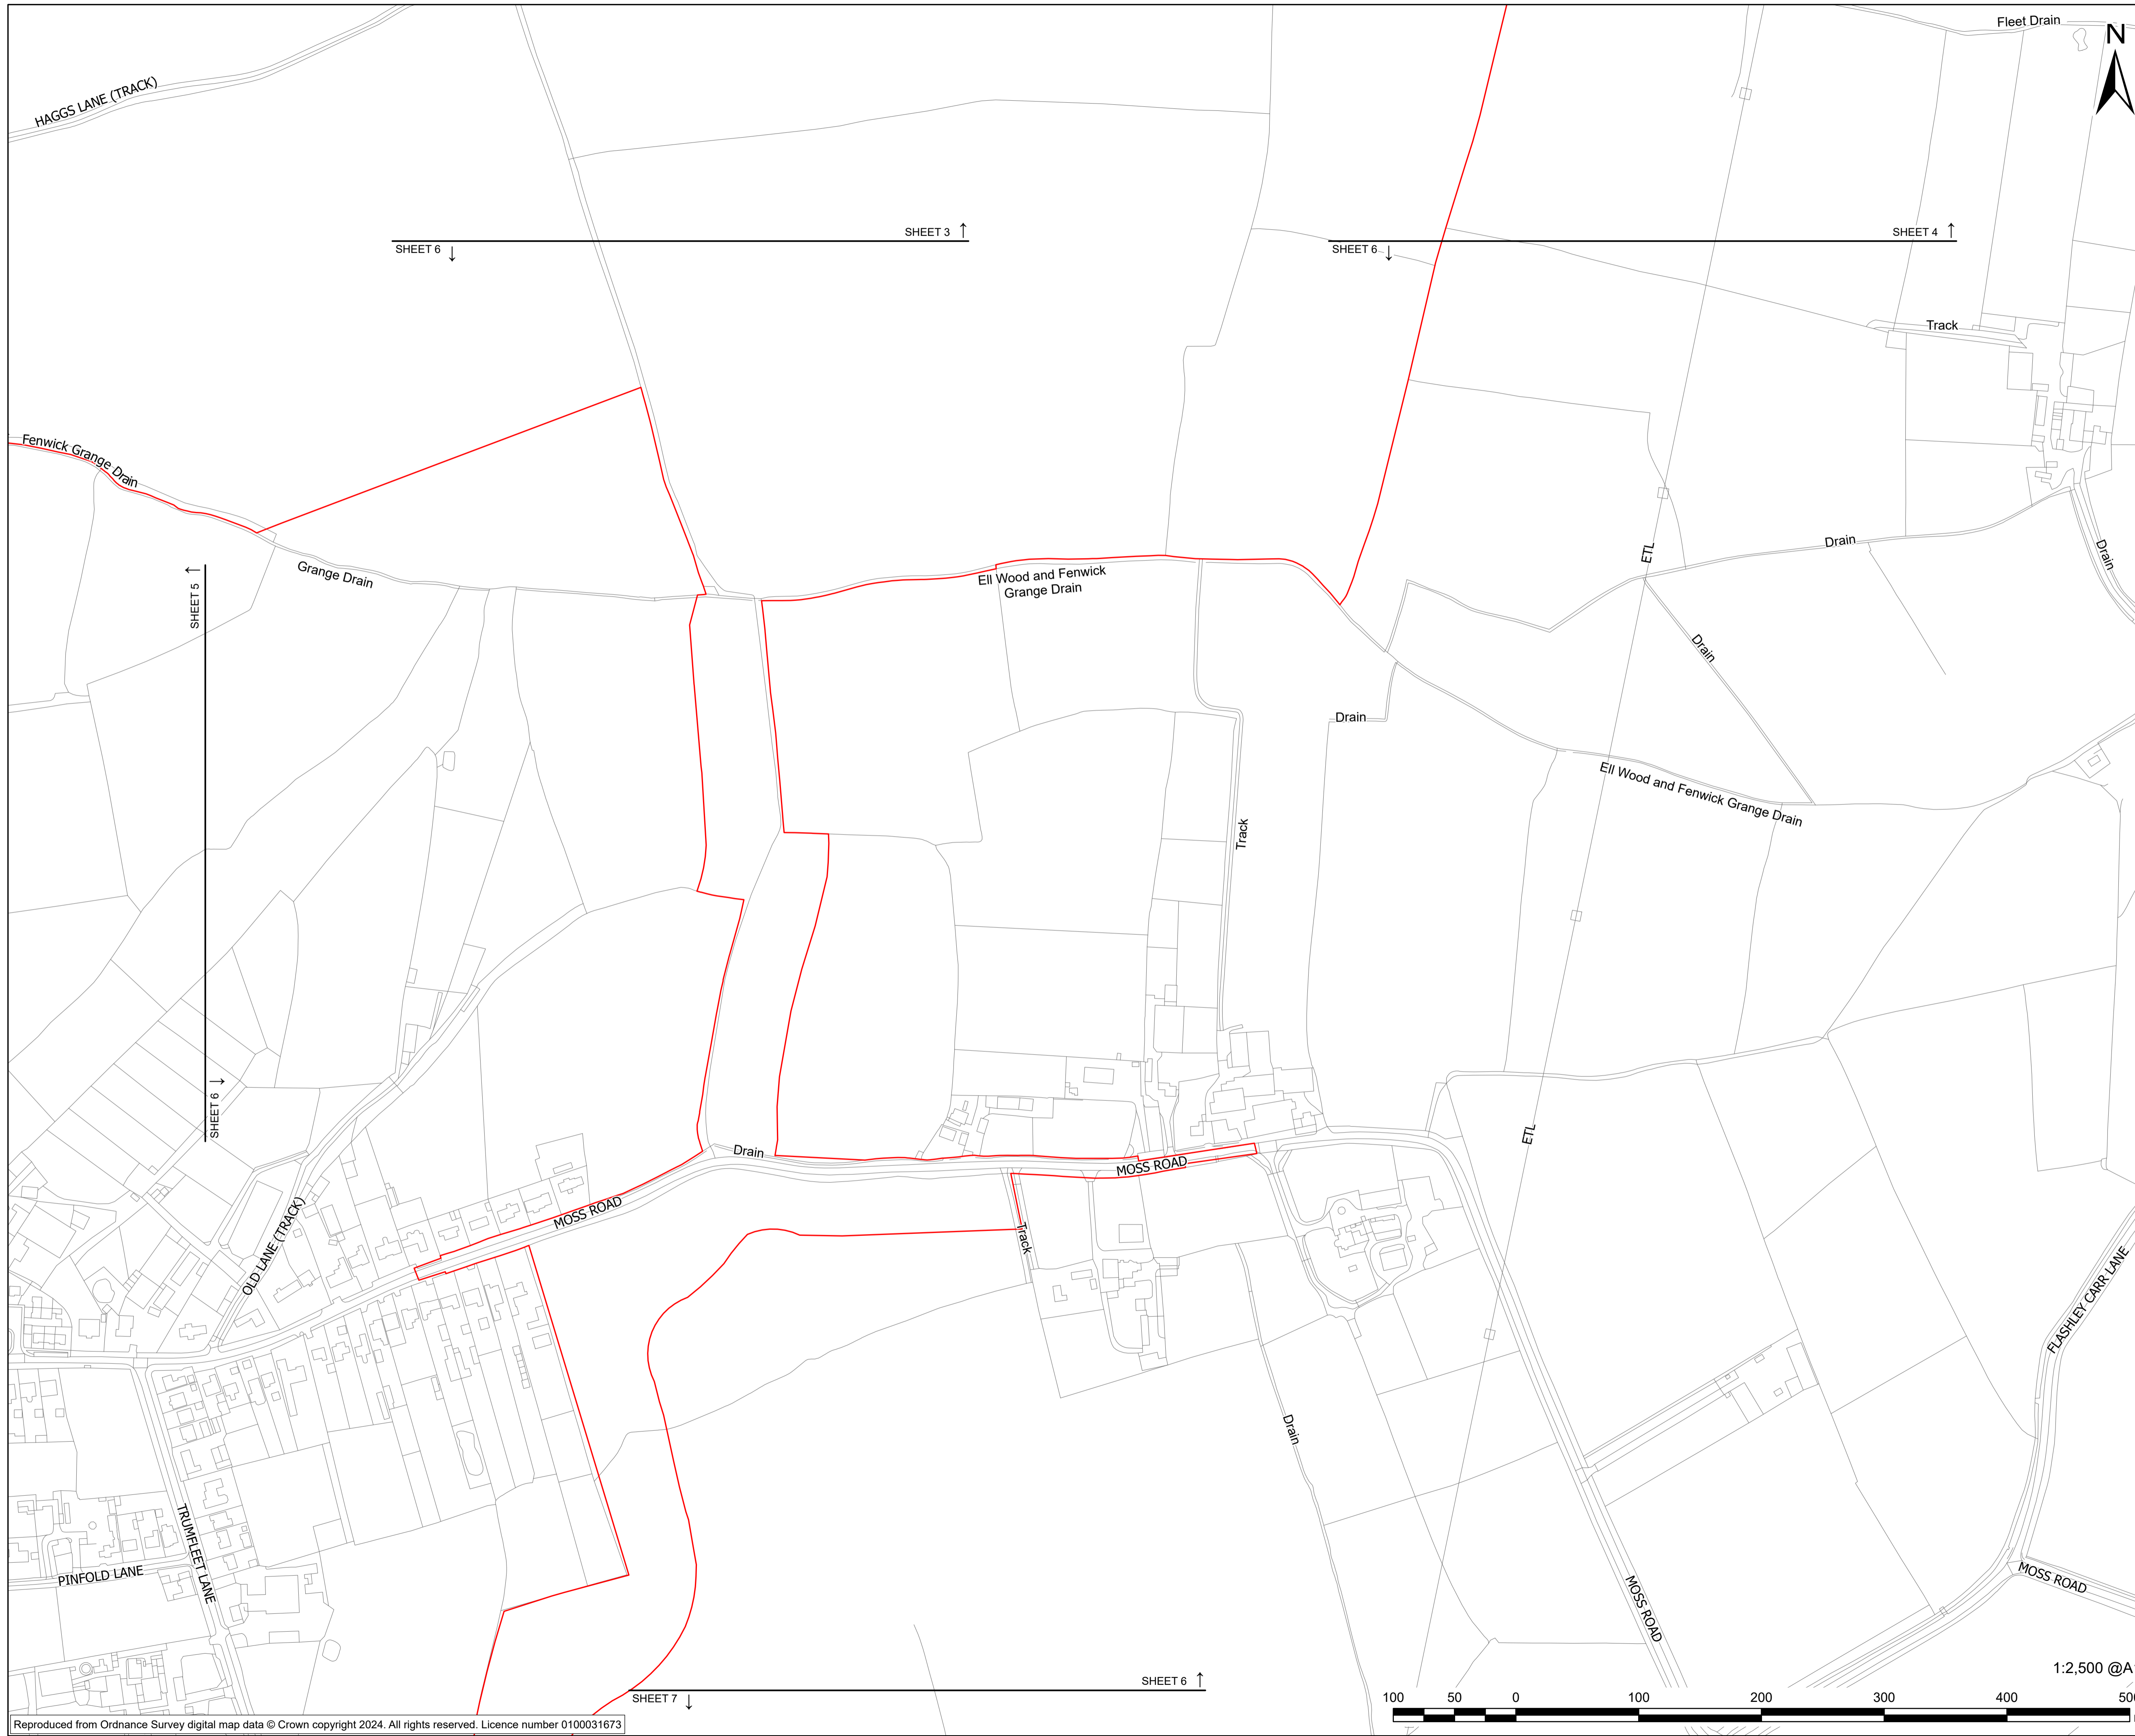 Fleet Drain
N
HAGGS LANE (TRACK)
SHEET 3 ↑
SHEET 6 ↓
SHEET 4 ↑
SHEET 6 ↓
Track
Fenwick Grange Drain
Grange Drain
Ell Wood and Fenwick
Grange Drain
ETL
Drain
Drain
SHEET 5 ↑
SHEET 6 ↓
Drain
Drain
Ell Wood and Fenwick Grange Drain
Track
ETL
Drain
MOSS ROAD
MOSS ROAD
Track
OLD LANE (TRACK)
FLASHLEY CARR LANE
Drain
TRUMFLEET LANE
PINFOLD LANE
MOSS ROAD
MOSS ROAD
SHEET 6 ↑
SHEET 7 ↓
1:2,500 @A
100 50 0 100 200 300 400
Reproduced from Ordnance Survey digital map data © Crown copyright 2024. All rights reserved. Licence number 0100031673